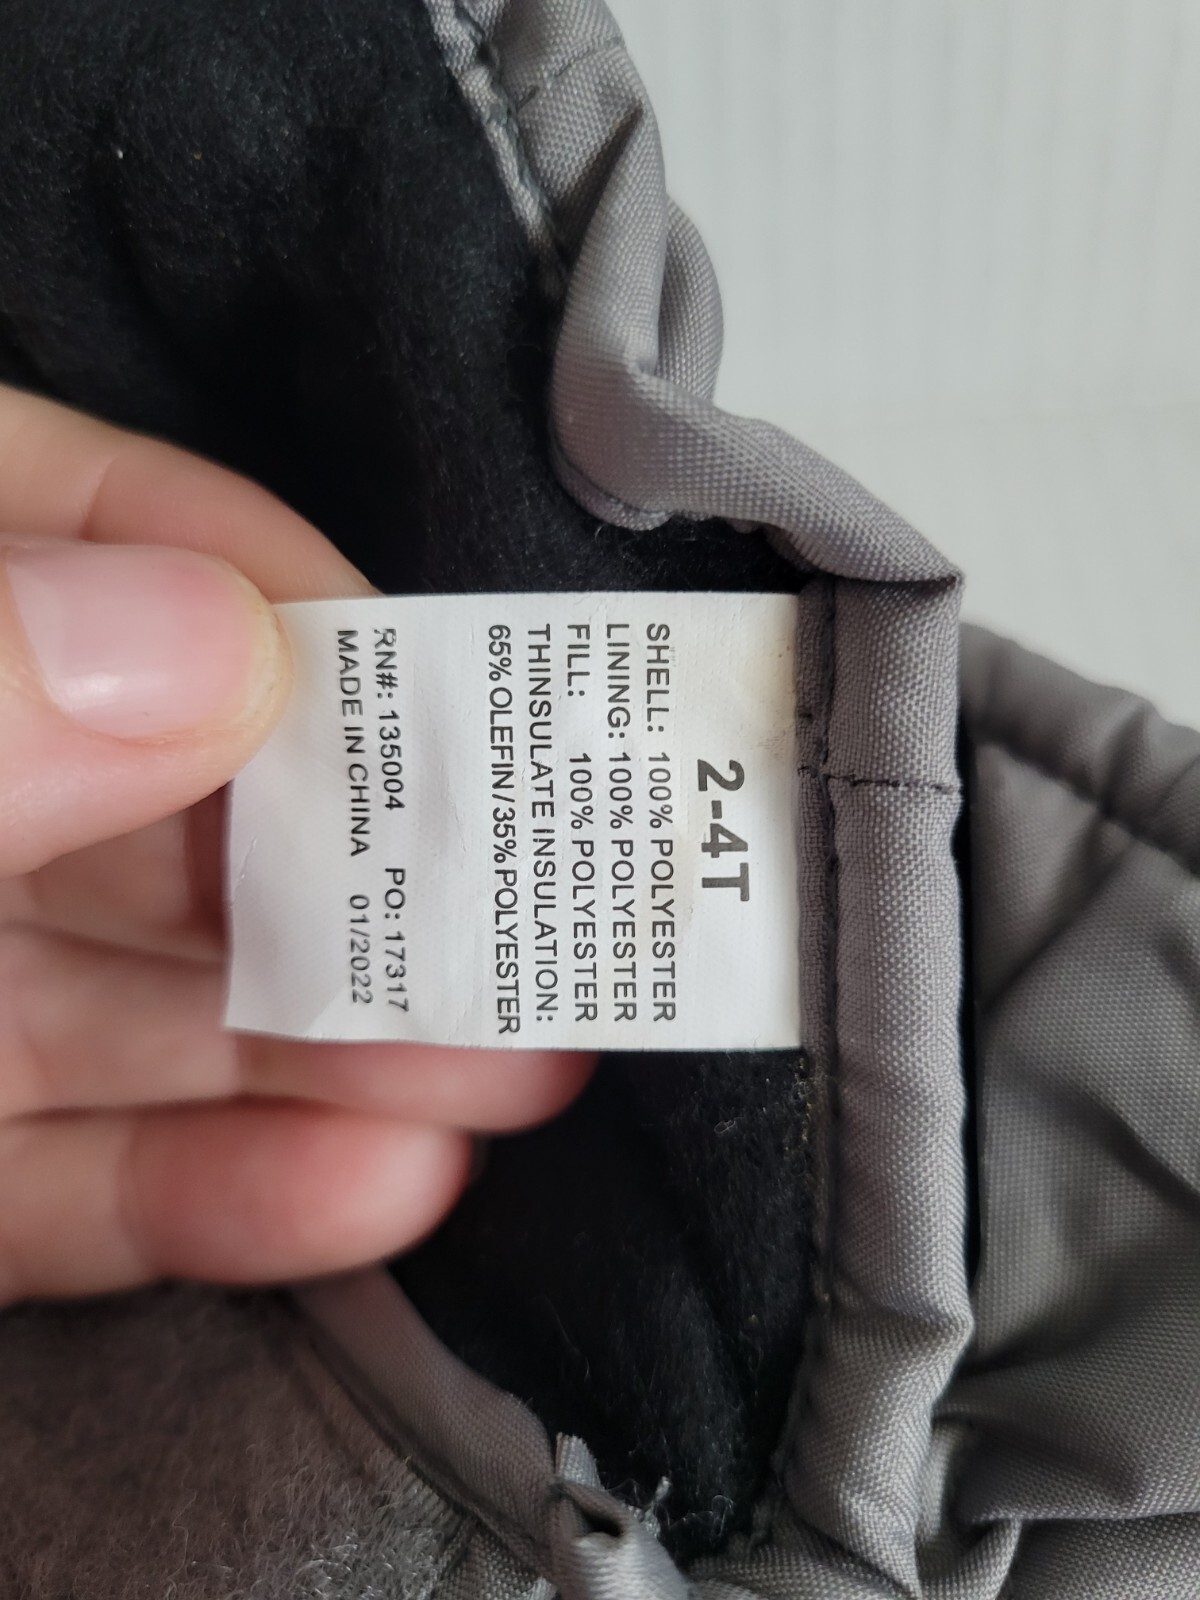 2-4T
SHELL: 100% POLYESTER
LINING: 100% POLYESTER
FILL: 100% POLYESTER
THINSULATE INSULATION:
65% OLEFIN/35% POLYESTER
RN#: 135004 PO: 17317
MADE IN CHINA 01/2022